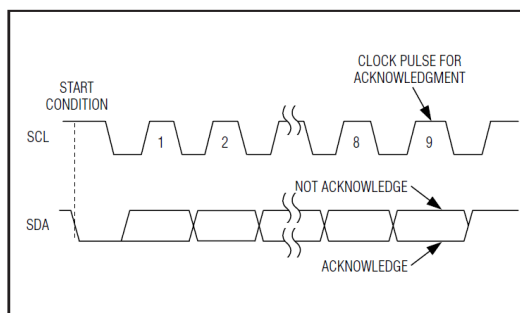 CLOCK PULSE FOR
ACKNOWLEDGMENT
START
CONDITION
SCL
1
2
8
9
NOT ACKNOWLEDGE
SDA
ACKNOWLEDGE